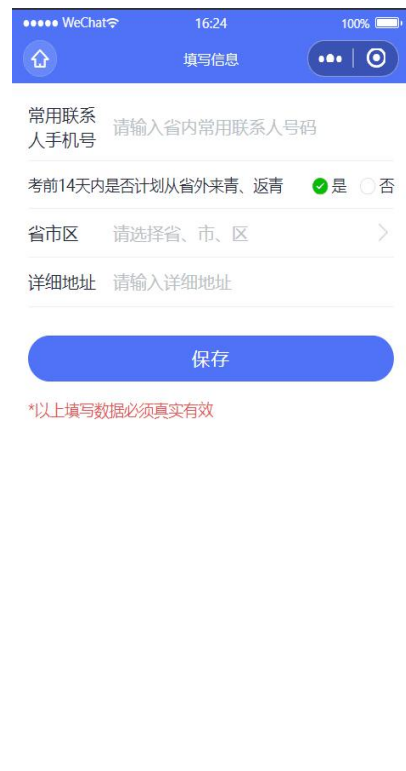 ●●●●● WeChat 16:24 100%
填写信息
常用联系
人手机号 请输入省内常用联系人号码
考前14天内是否计划从省外来青、返青 是 否
省市区 请选择省、市、区
详细地址 请输入详细地址
保存
*以上填写数据必须真实有效